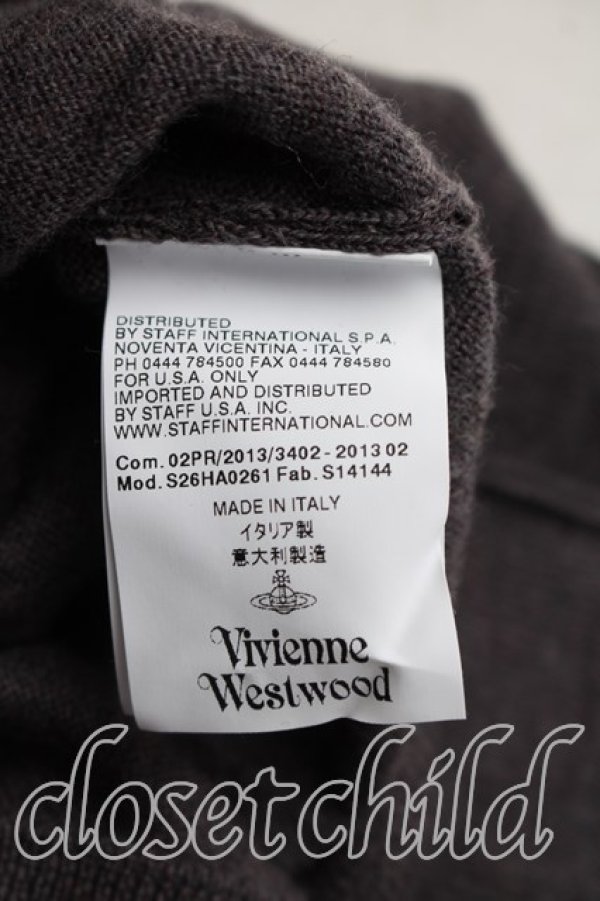 DISTRIBUTED
BY STAFF INTERNATIONAL S.P.A.
NOVENTA VICENTINA - ITALY
PH 0444 784500 FAX 0444 784580
FOR U.S.A. ONLY
IMPORTED AND DISTRIBUTED
BY STAFF U.S.A. INC.
WWW.STAFFINTERNATIONAL.COM
Com. 02PR/2013/3402 - 2013 02
Mod. S26HA0261 Fab. S14144
MADE IN ITALY
イタリア製
意大利製造
Vivienne
Westwood
closet child